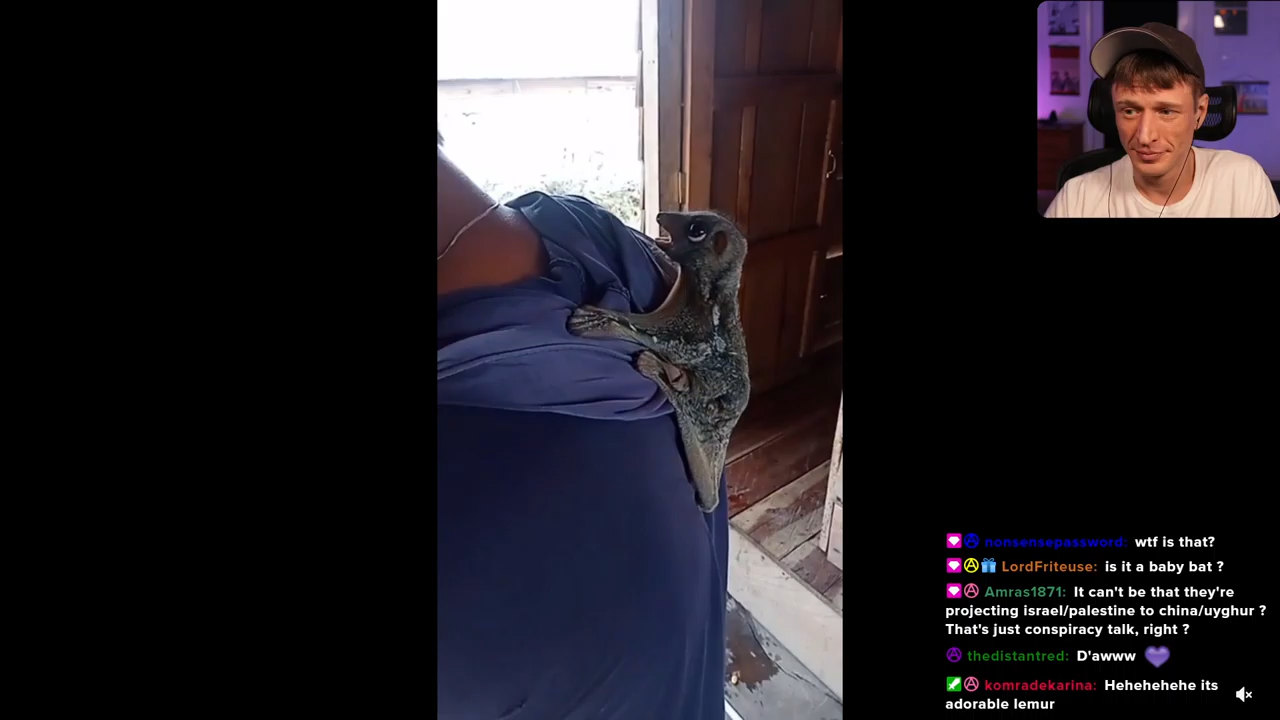 nonsensepassword: wtf is that?
LordFriteuse: is it a baby bat ?
Amras1871: It can't be that they're
projecting israel/palestine to china/uyghur ?
That's just conspiracy talk, right ?
thedistantred: D'awww
komradekarina: Hehehehehe its
adorable lemur